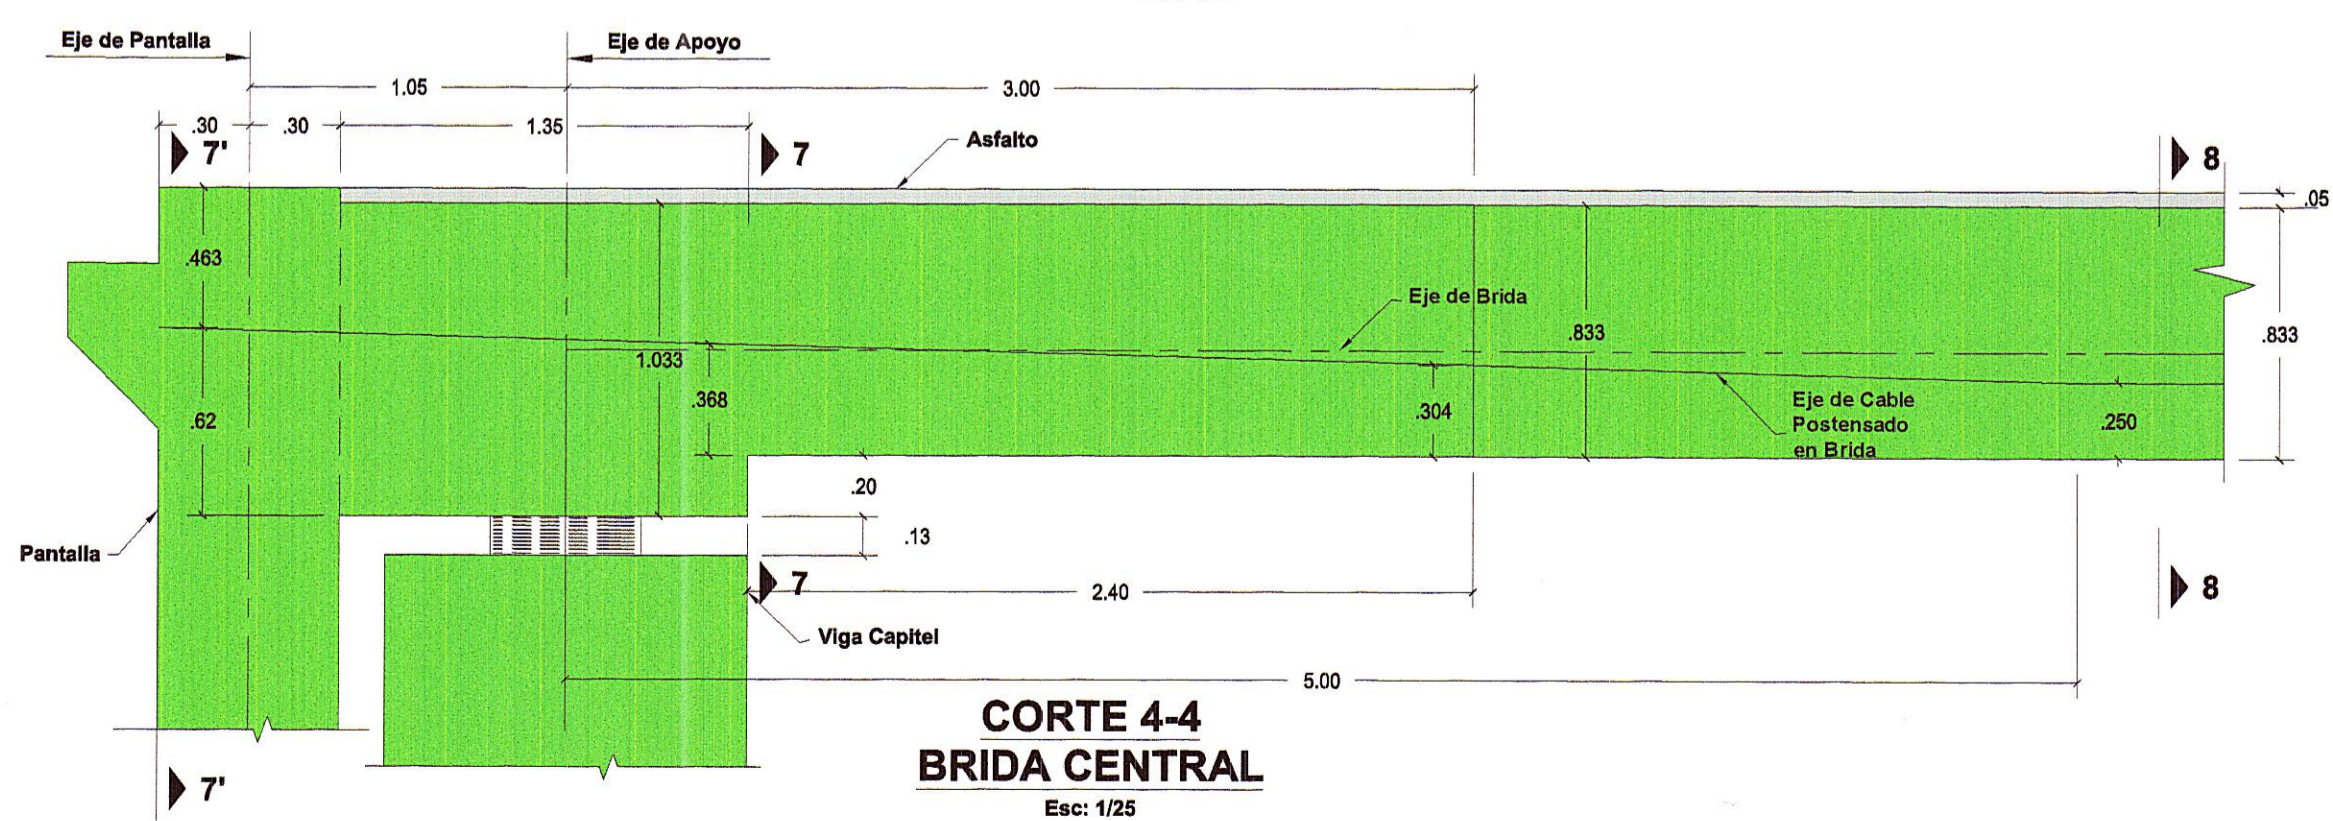 Eje de Pantalla
Eje de Apoyo
1.05
3.00
.30
.30
1.35
7'
7
Asfalto
8
.05
.463
Eje de Brida
.833
.833
1.033
.368
.304
Eje de Cable
Postensado
en Brida
.250
.62
.20
.13
Pantalla
7
2.40
8
Viga Capitel
5.00
CORTE 4-4
BRIDA CENTRAL
Esc: 1/25
7'